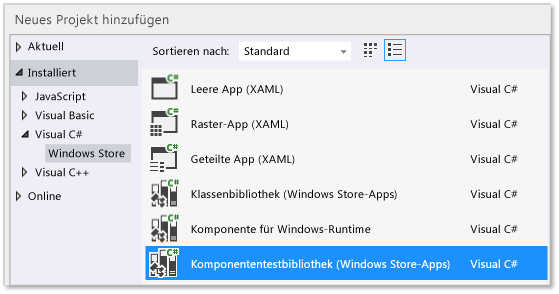 Neues Projekt hinzufügen
Aktuell
Installiert
JavaScript
Visual Basic
Visual C#
Windows Store
Visual C++
Online
Sortieren nach: Standard
C# Leere App (XAML) Visual C#
C# Raster-App (XAML) Visual C#
C# Geteilte App (XAML) Visual C#
C# Klassenbibliothek (Windows Store-Apps) Visual C#
C# Komponente für Windows-Runtime Visual C#
C# Komponententestbibliothek (Windows Store-Apps) Visual C#